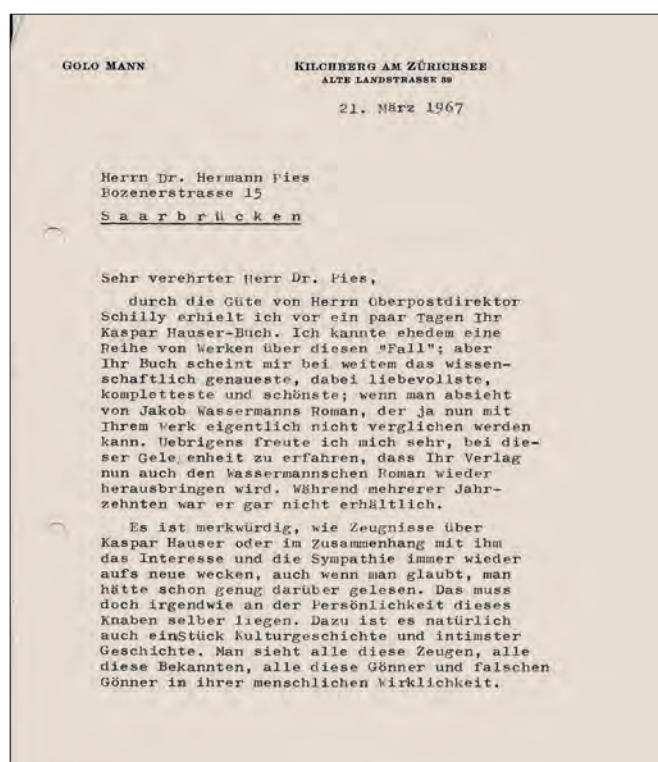 GOLO MANN
KILCHBERG AM ZÜRICHSEE
ALTE LANDSTRASSE 39
21. März 1967
Herrn Dr. Hermann Pies
Bozenerstrasse 15
S a a r b r ü c k e n
Sehr verehrter Herr Dr. Pies,
durch die Güte von Herrn Oberpostdirektor
Schilly erhielt ich vor ein paar Tagen Ihr
Kaspar Hauser-Buch. Ich kannte ehedem eine
Reihe von Werken über diesen "Fall"; aber
Ihr Buch scheint mir bei weitem das wissen-
schaftlich genaueste, dabei liebevollste,
kompletteste und schönste; wenn man absieht
von Jakob Wassermanns Roman, der ja nun mit
Ihrem Werk eigentlich nicht verglichen werden
kann. Uebrigens freute ich mich sehr, bei die-
ser Gele enheit zu erfahren, dass Ihr Verlag
nun auch den Wassermannschen Roman wieder
herausbringen wird. Während mehrerer Jahr-
zehnten war er gar nicht erhältlich.
Es ist merkwürdig, wie Zeugnisse über
Kaspar Hauser oder im Zusammenhang mit ihm
das Interesse und die Sympathie immer wieder
aufs neue wecken, auch wenn man glaubt, man
hätte schon genug darüber gelesen. Das muss
doch irgendwie an der Persönlichkeit dieses
Knaben selber liegen. Dazu ist es natürlich
auch einStück Kulturgeschichte und intimster
Geschichte. Man sieht alle diese Zeugen, alle
diese Bekannten, alle diese Gönner und falschen
Gönner in ihrer menschlichen Wirklichkeit.